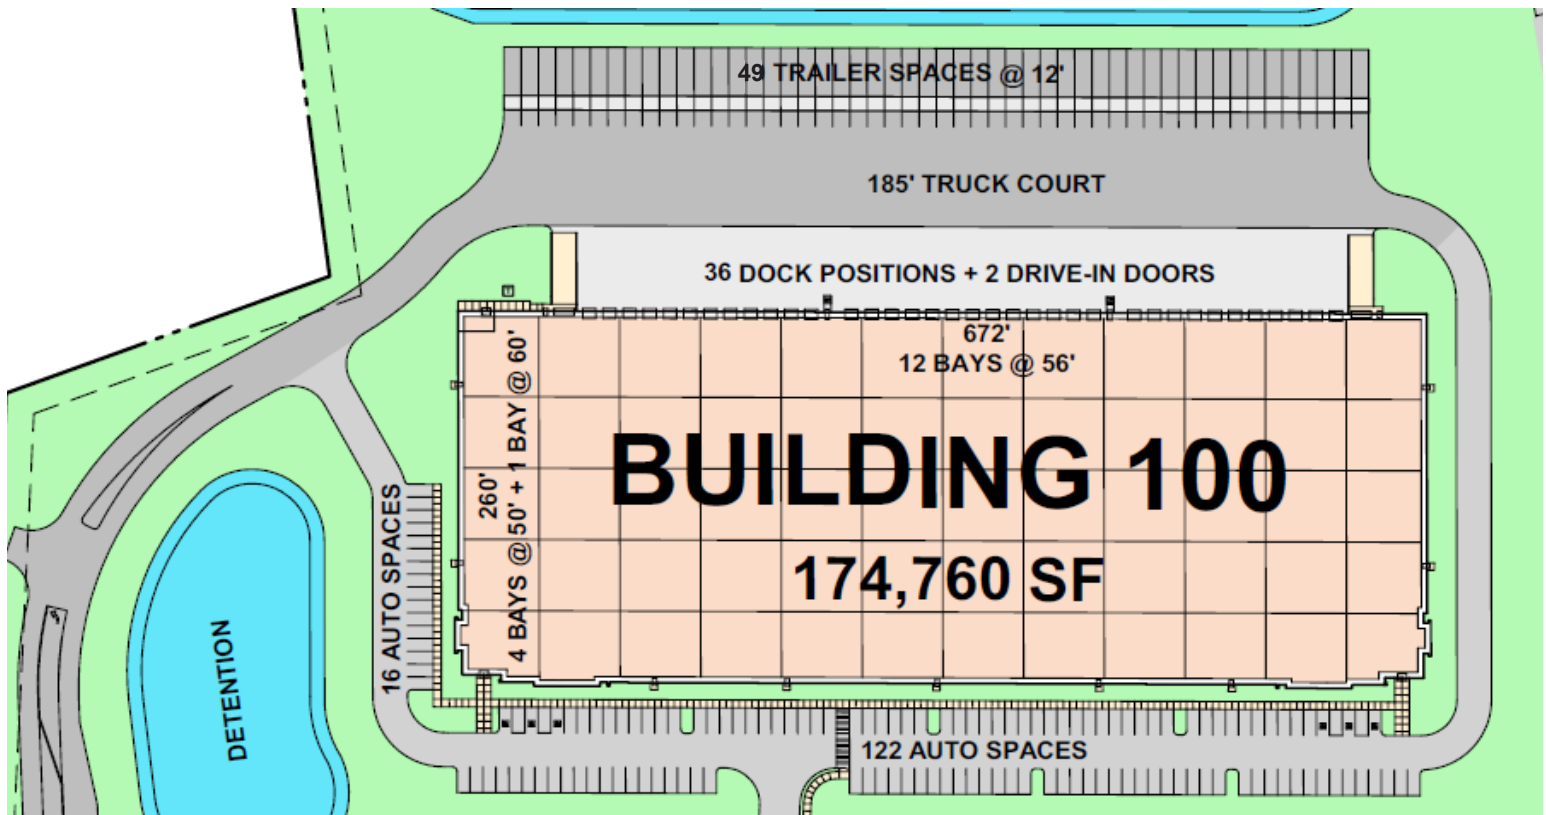 49 TRAILER SPACES @ 12'
185' TRUCK COURT
36 DOCK POSITIONS + 2 DRIVE-IN DOORS
T
672'
12 BAYS @ 56'
260'
4 BAYS @ 50' + 1 BAY @ 60'
BUILDING 100
174,760 SF
16 AUTO SPACES
DETENTION
122 AUTO SPACES